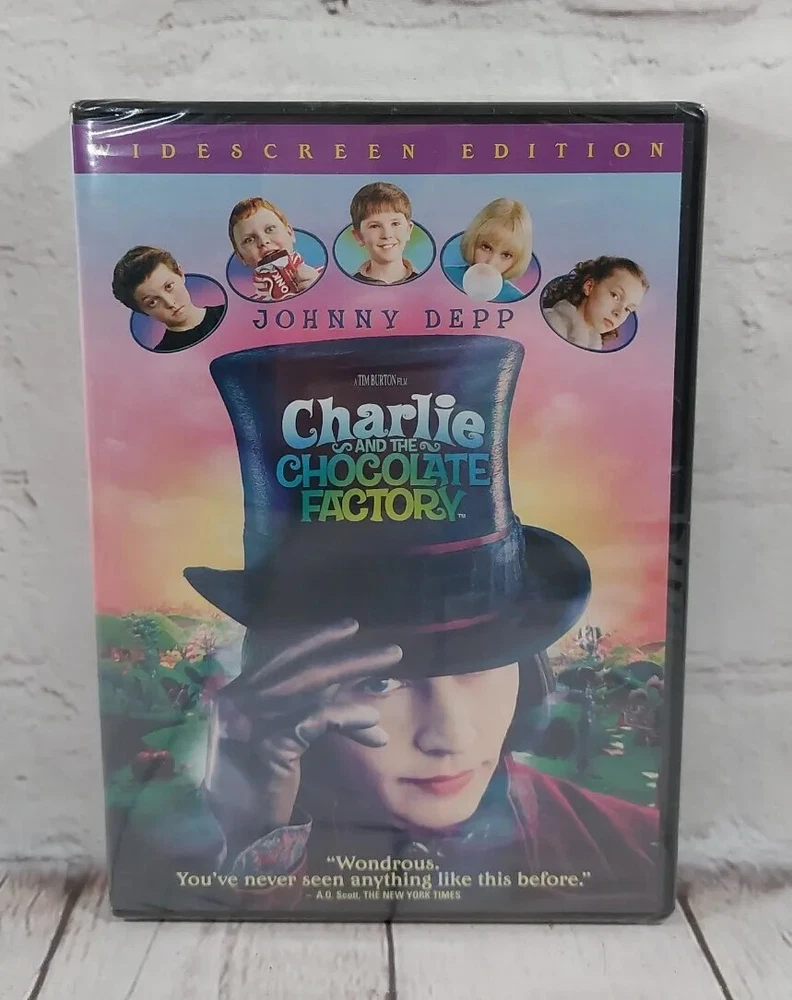 WIDESCREEN EDITION
JOHNNY DEPP
A TIM BURTON FILM
Charlie
AND THE
CHOCOLATE
FACTORY™
"Wondrous.
You've never seen anything like this before."
– A.O. Scott, THE NEW YORK TIMES